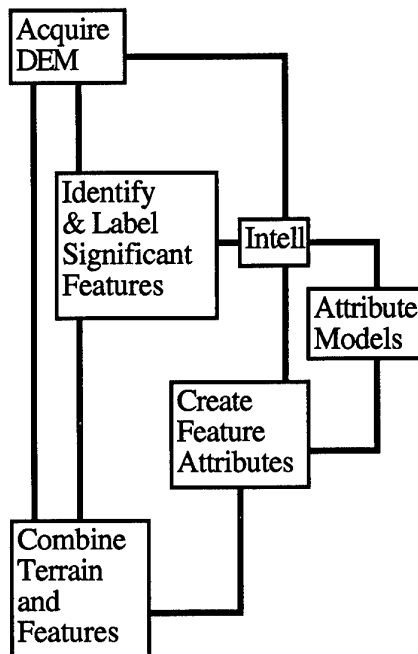 Acquire
DEM
Identify
& Label
Significant
Features
Intell
Attribute
Models
Create
Feature
Attributes
Combine
Terrain
and
Features